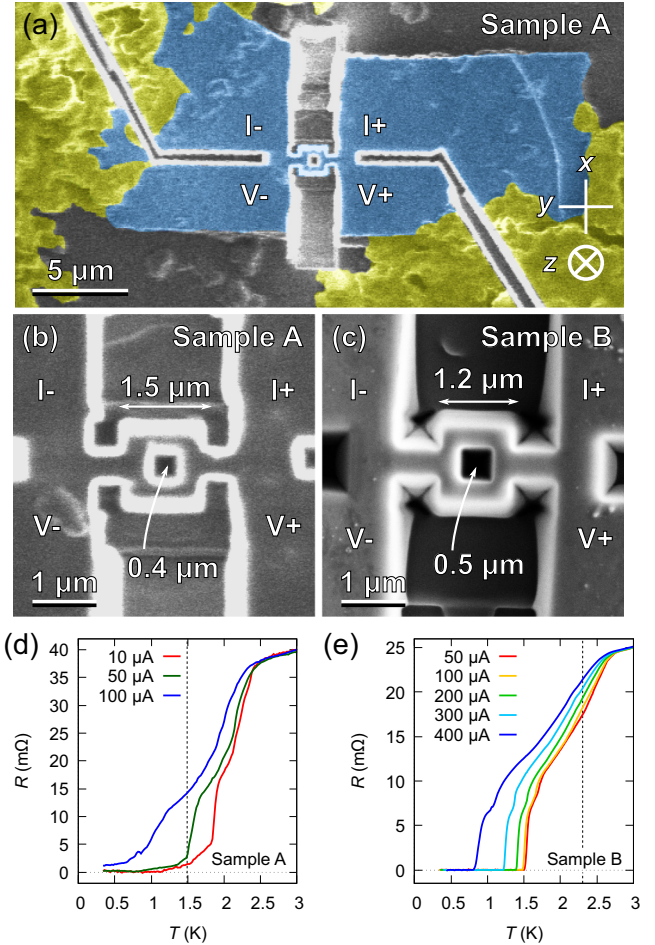 (a)
Sample A
I-
I+
V-
V+
x
y
z
5 μm
(b)
Sample A
I-
I+
1.5 μm
V-
V+
0.4 μm
1 μm
(c)
Sample B
I-
I+
1.2 μm
V-
V+
0.5 μm
1 μm
(d)
10 μA
50 μA
100 μA
40
35
30
25
20
15
10
5
0
R (mΩ)
Sample A
0 0.5 1 1.5 2 2.5 3
T (K)
(e)
50 μA
100 μA
200 μA
300 μA
400 μA
25
20
15
10
5
0
R (mΩ)
Sample B
0 0.5 1 1.5 2 2.5 3
T (K)